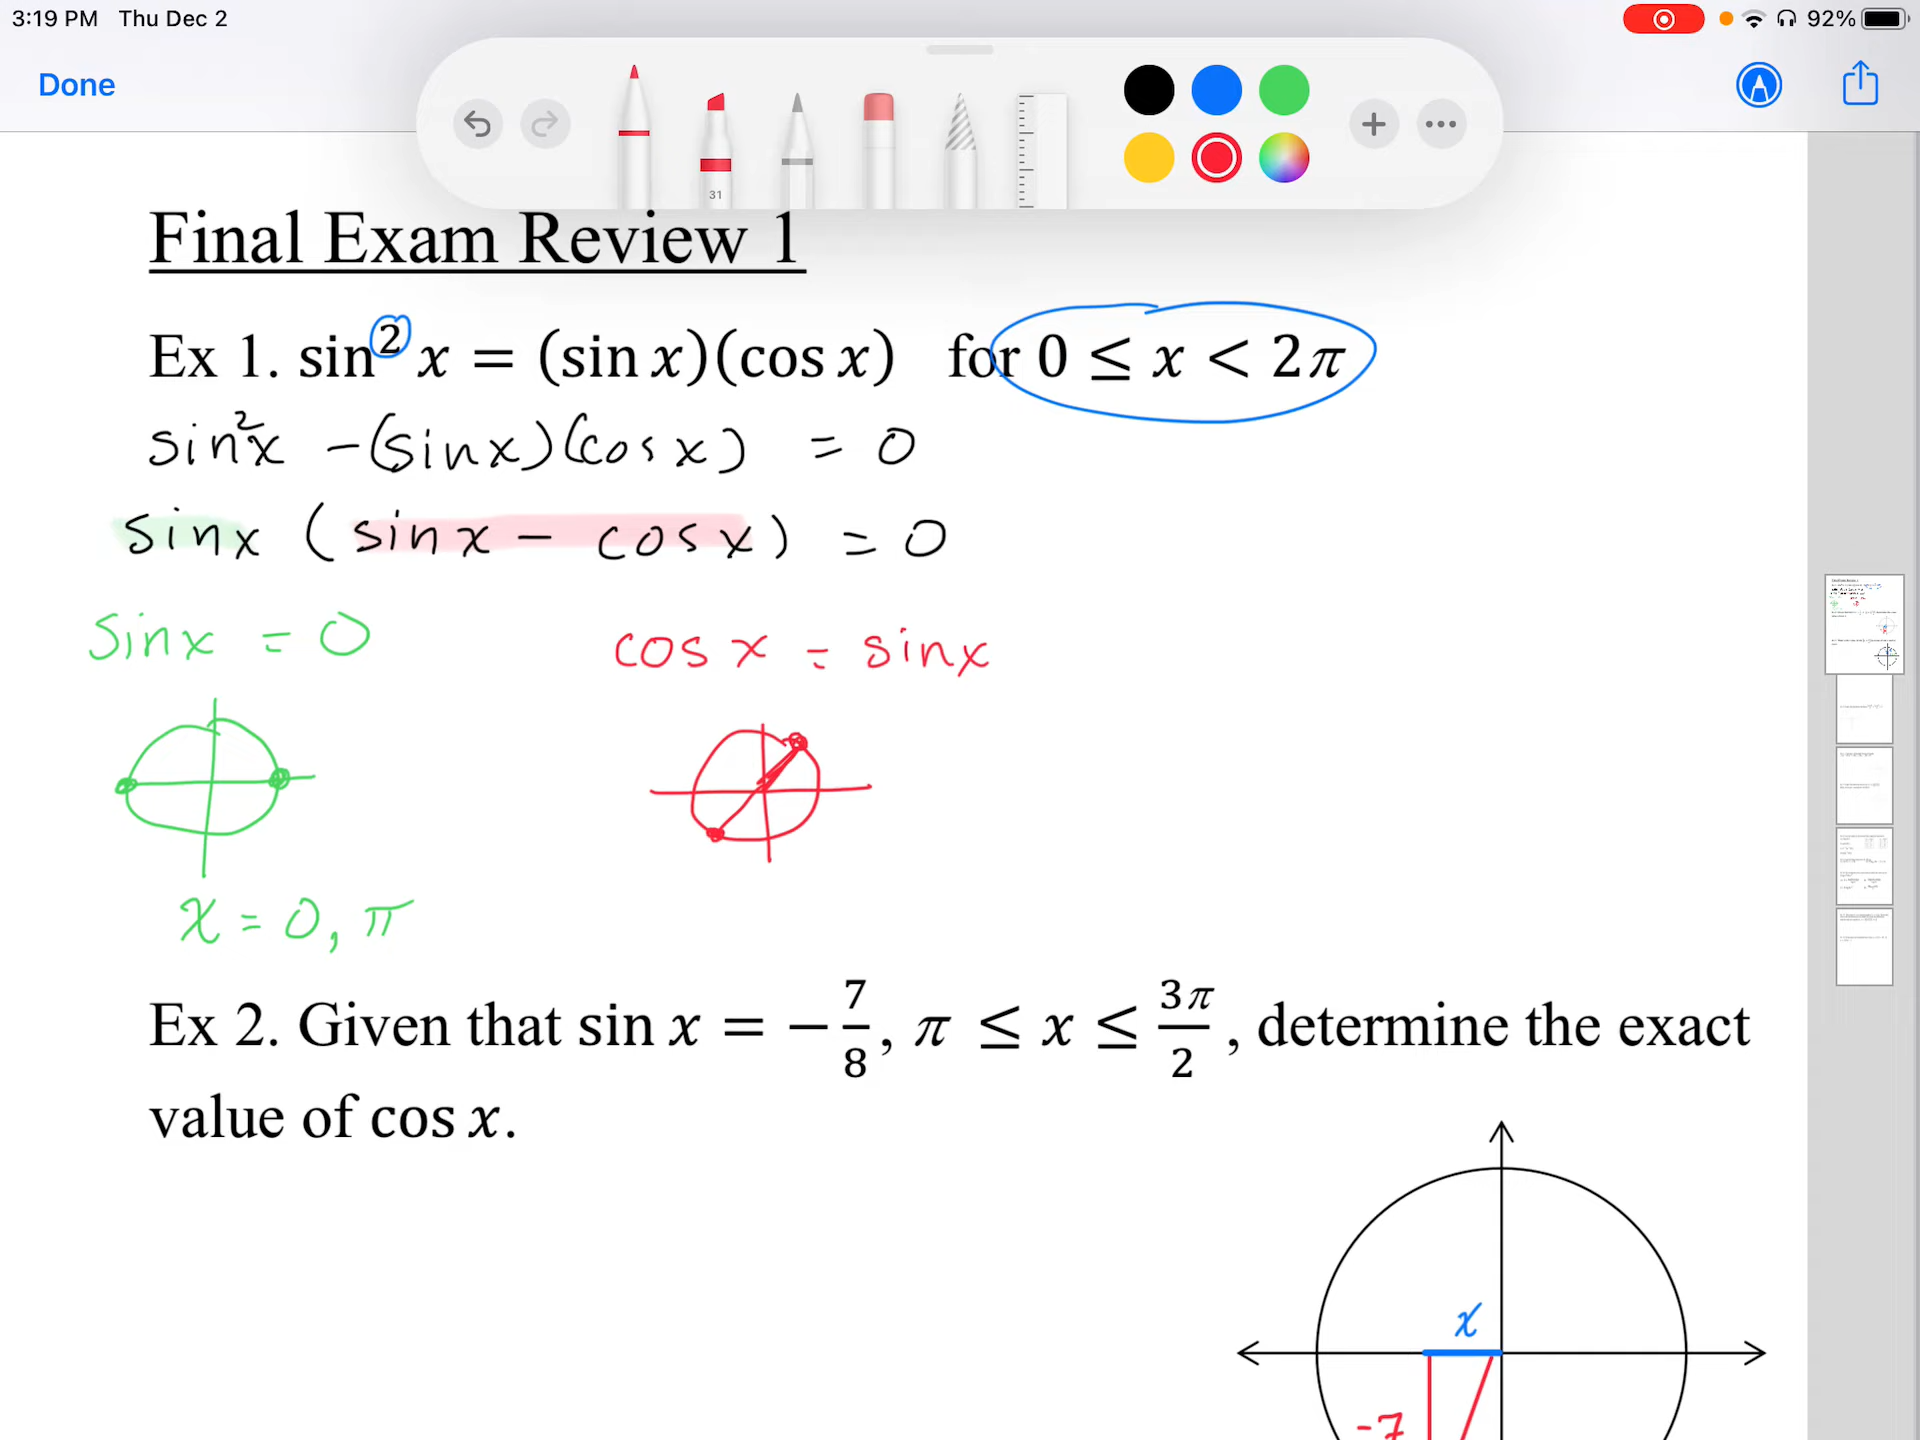 3:19 PM Thu Dec 2
92%
Done
31
Final Exam Review 1
Ex 1. sin² x = (sin x)(cos x) for 0 ≤ x < 2π
sin²x - (sinx)(cosx) = 0
sinx (sinx - cosx) = 0
sinx = 0
cosx = sinx
x = 0, π
Ex 2. Given that sin x = −7/8, π ≤ x ≤ 3π/2, determine the exact
value of cos x.
x
-7